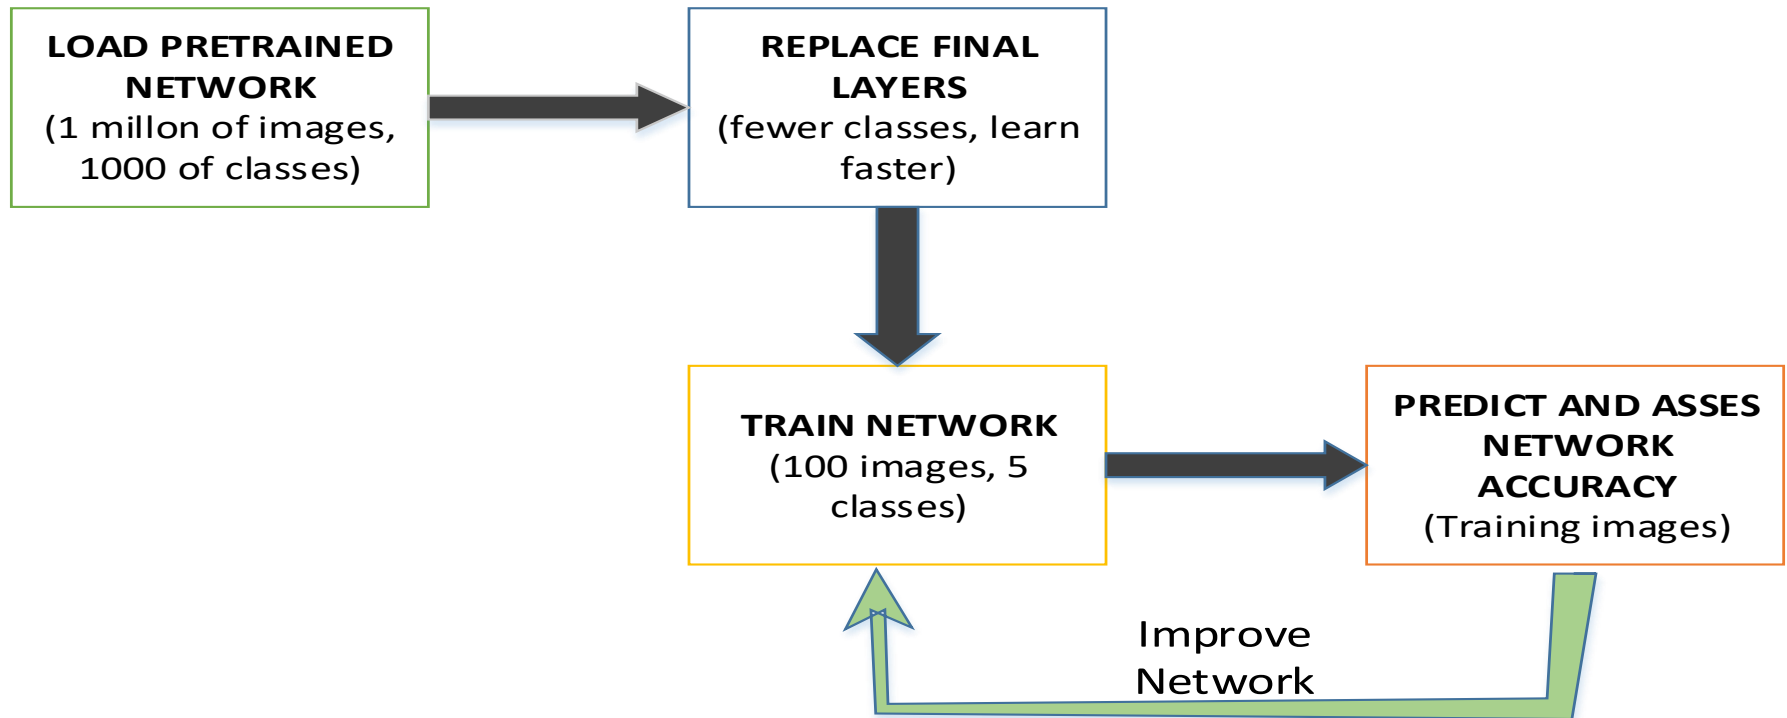 LOAD PRETRAINED
NETWORK
(1 millon of images,
1000 of classes)
REPLACE FINAL
LAYERS
(fewer classes, learn
faster)
TRAIN NETWORK
(100 images, 5
classes)
PREDICT AND ASSES
NETWORK
ACCURACY
(Training images)
Improve
Network